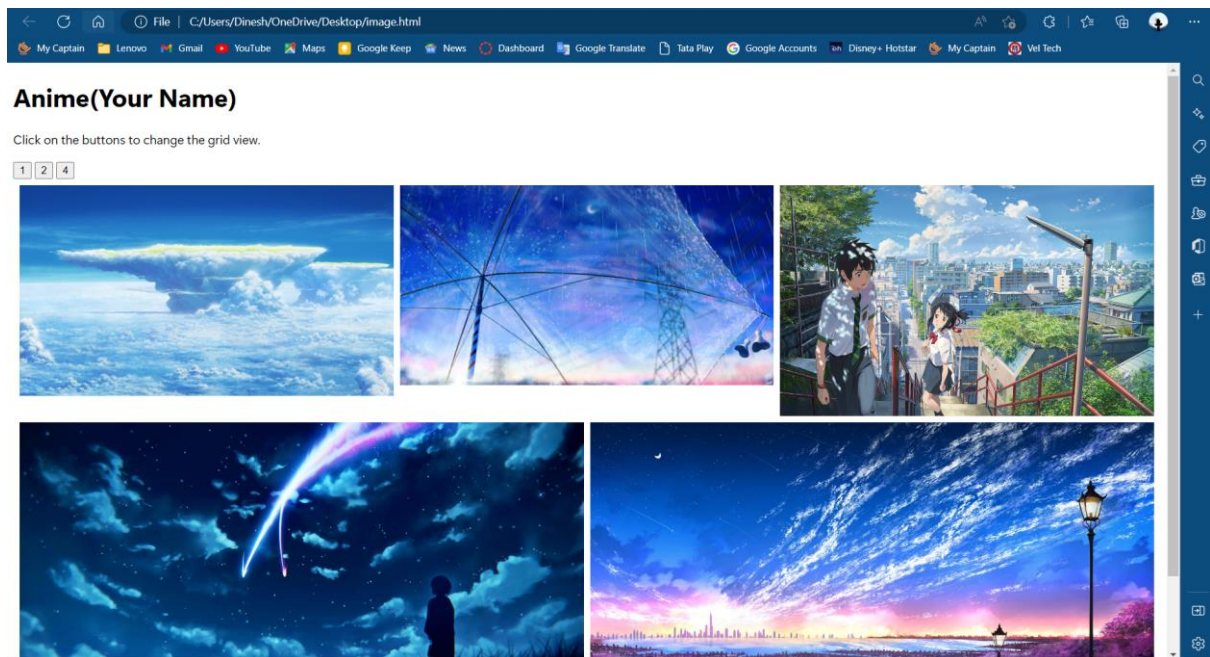 File | C:/Users/Dinesh/OneDrive/Desktop/image.html
My Captain Lenovo Gmail YouTube Maps Google Keep News Dashboard Google Translate Tata Play Google Accounts Disney+ Hotstar My Captain Vel Tech
Anime(Your Name)
Click on the buttons to change the grid view.
1 2 4